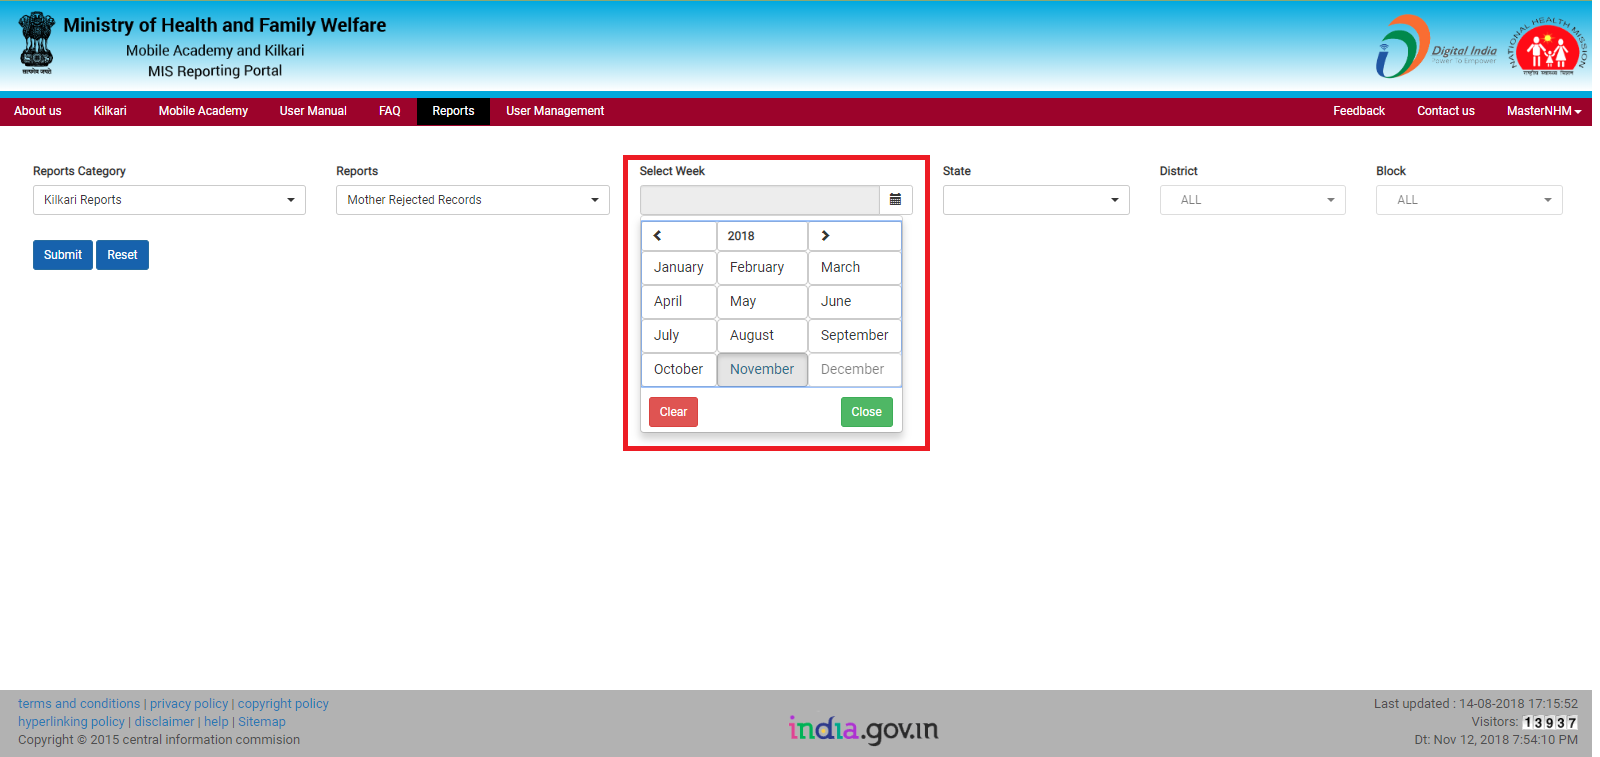 Ministry of Health and Family Welfare
Mobile Academy and Kilkari
MIS Reporting Portal
सत्यमेव जयते
Digital India
Power To Empower
NATIONAL HEALTH MISSION
राष्ट्रीय स्वास्थ्य मिशन
About us Kilkari Mobile Academy User Manual FAQ Reports User Management Feedback Contact us MasterNHM
Reports Category Reports Select Week State District Block
Kilkari Reports Mother Rejected Records ALL ALL
Submit Reset
2018
January February March
April May June
July August September
October November December
Clear Close
terms and conditions | privacy policy | copyright policy
hyperlinking policy | disclaimer | help | Sitemap
Copyright © 2015 central information commision
india.gov.in
Last updated : 14-08-2018 17:15:52
Visitors: 13937
Dt: Nov 12, 2018 7:54:10 PM